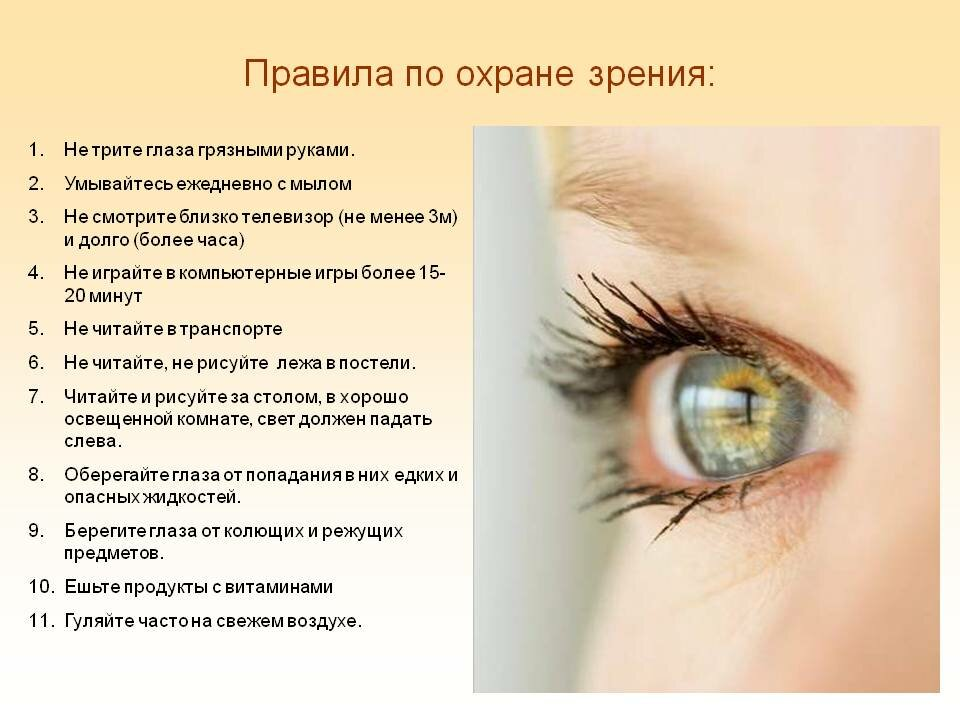 Правила по охране зрения:
1. Не трите глаза грязными руками.
2. Умывайтесь ежедневно с мылом
3. Не смотрите близко телевизор (не менее 3м)
и долго (более часа)
4. Не играйте в компьютерные игры более 15-
20 минут
5. Не читайте в транспорте
6. Не читайте, не рисуйте лежа в постели.
7. Читайте и рисуйте за столом, в хорошо
освещенной комнате, свет должен падать
слева.
8. Оберегайте глаза от попадания в них едких и
опасных жидкостей.
9. Берегите глаза от колющих и режущих
предметов.
10. Ешьте продукты с витаминами
11. Гуляйте часто на свежем воздухе.